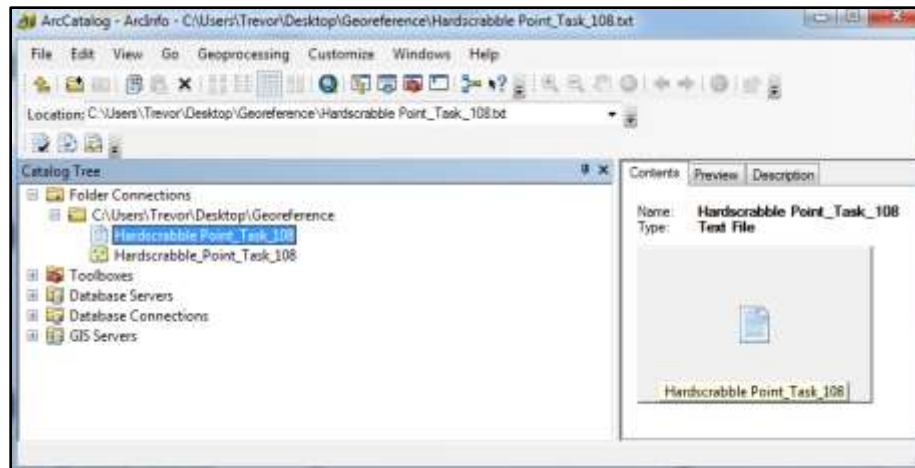 ArcCatalog - ArcInfo - C:\Users\Trevor\Desktop\Georeference\Hardscrabble Point_Task_108.txt
File Edit View Go Geoprocessing Customize Windows Help
Location: C:\Users\Trevor\Desktop\Georeference\Hardscrabble Point_Task_108.txt
Catalog Tree
Folder Connections
C:\Users\Trevor\Desktop\Georeference
Hardscrabble Point_Task_108
Hardscrabble_Point_Task_108
Toolboxes
Database Servers
Database Connections
GIS Servers
Contents Preview Description
Name: Hardscrabble Point_Task_108
Type: Text File
Hardscrabble Point_Task_108